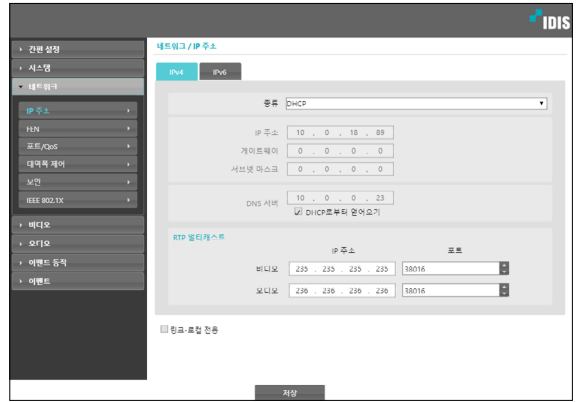 IDIS
간편 설정
시스템
네트워크
IP 주소
FEN
포트/QoS
대역폭 제어
보안
IEEE 802.1X
비디오
오디오
이벤트 동작
이벤트
네트워크 / IP 주소
IPv4 IPv6
종류 DHCP
IP 주소 10 . 0 . 18 . 89
게이트웨이 0 . 0 . 0 . 0
서브넷 마스크 0 . 0 . 0 . 0
DNS 서버 10 . 0 . 0 . 23
DHCP로부터 얻어오기
RTP 멀티캐스트
IP 주소 포트
비디오 235 . 235 . 235 . 235 38016
오디오 236 . 236 . 236 . 236 38016
링크-로컬 전용
저장